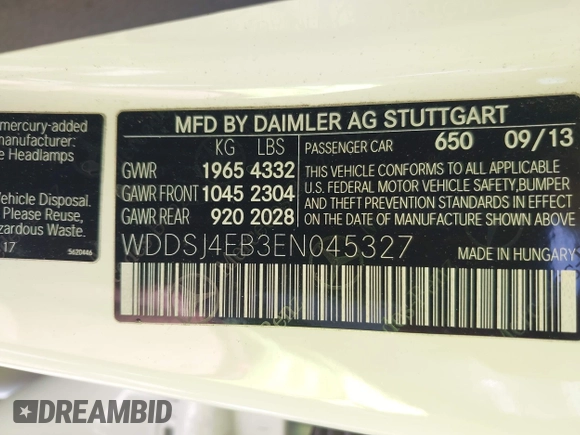 mercury-added
manufacturer:
e Headlamps
Vehicle Disposal.
Please Reuse,
zardous Waste.
17
5620446
MFD BY DAIMLER AG STUTTGART
KG LBS
GVWR 1965 4332
GAWR FRONT 1045 2304
GAWR REAR 920 2028
PASSENGER CAR 650 09/13
THIS VEHICLE CONFORMS TO ALL APPLICABLE
U.S. FEDERAL MOTOR VEHICLE SAFETY, BUMPER
AND THEFT PREVENTION STANDARDS IN EFFECT
ON THE DATE OF MANUFACTURE SHOWN ABOVE.
WDDSJ4EB3EN045327
MADE IN HUNGARY
DREAMBID